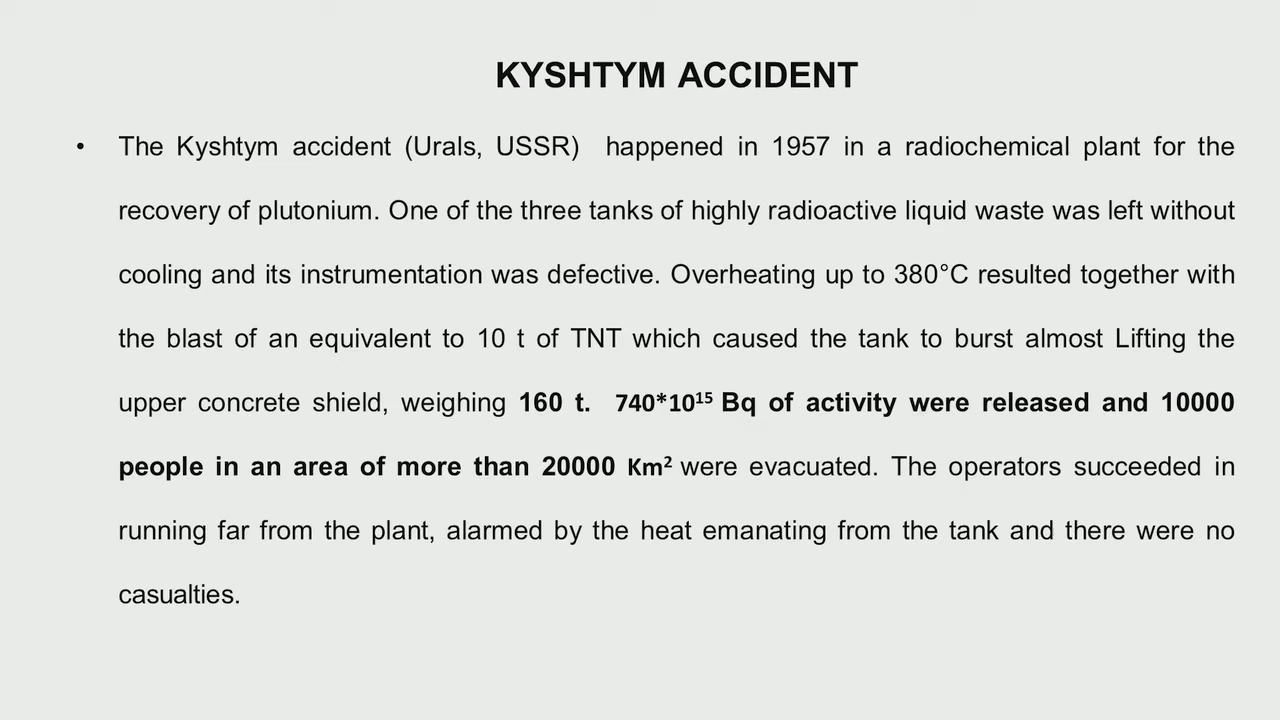 KYSHTYM ACCIDENT
• The Kyshtym accident (Urals, USSR) happened in 1957 in a radiochemical plant for the
recovery of plutonium. One of the three tanks of highly radioactive liquid waste was left without
cooling and its instrumentation was defective. Overheating up to 380°C resulted together with
the blast of an equivalent to 10 t of TNT which caused the tank to burst almost Lifting the
upper concrete shield, weighing 160 t. 740*10¹⁵ Bq of activity were released and 10000
people in an area of more than 20000 Km² were evacuated. The operators succeeded in
running far from the plant, alarmed by the heat emanating from the tank and there were no
casualties.